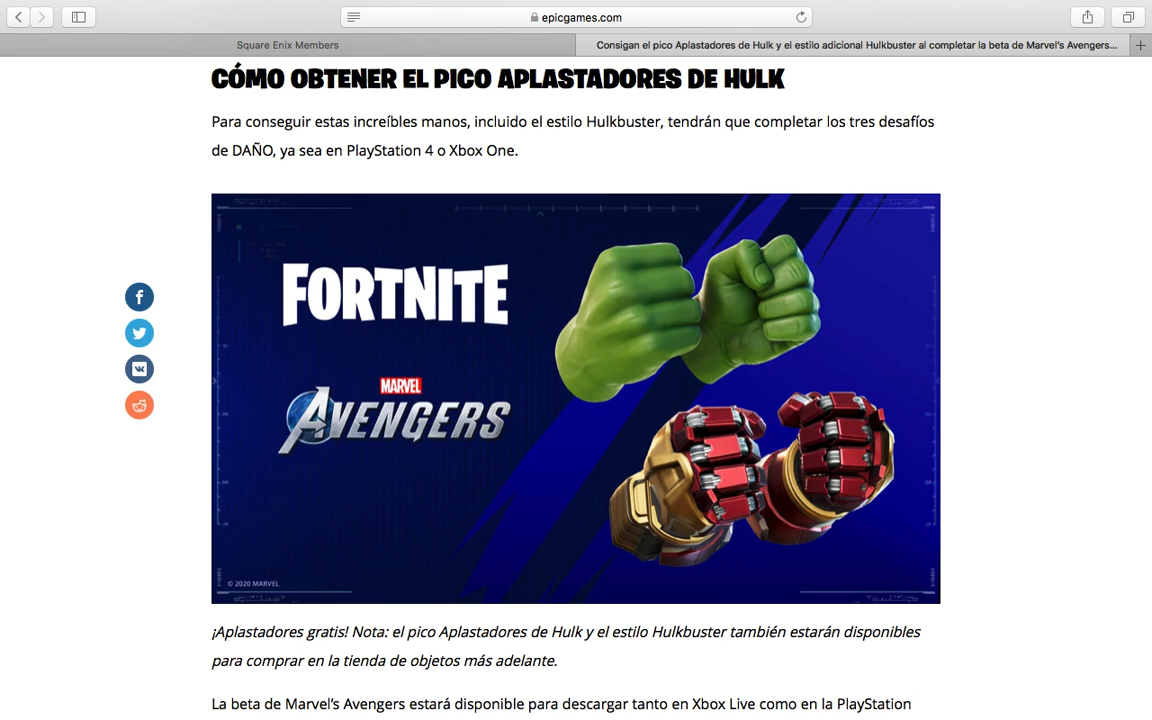 epicgames.com
Square Enix Members
Consigan el pico Aplastadores de Hulk y el estilo adicional Hulkbuster al completar la beta de Marvel's Avengers...
CÓMO OBTENER EL PICO APLASTADORES DE HULK
Para conseguir estas increíbles manos, incluido el estilo Hulkbuster, tendrán que completar los tres desafíos
de DAÑO, ya sea en PlayStation 4 o Xbox One.
FORTNITE
MARVEL
AVENGERS
© 2020 MARVEL
¡Aplastadores gratis! Nota: el pico Aplastadores de Hulk y el estilo Hulkbuster también estarán disponibles
para comprar en la tienda de objetos más adelante.
La beta de Marvel’s Avengers estará disponible para descargar tanto en Xbox Live como en la PlayStation